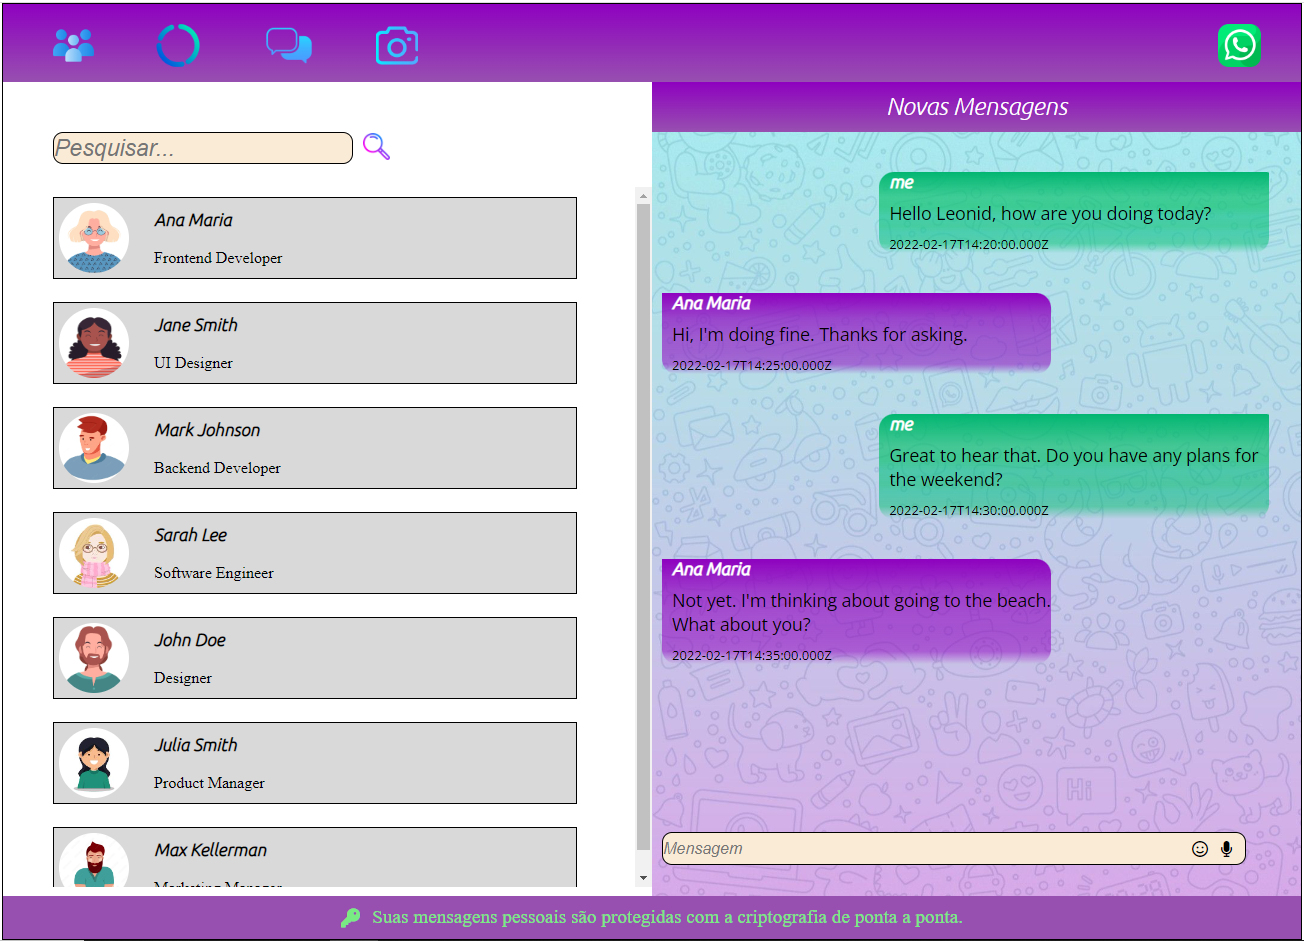 Novas Mensagens
Pesquisar...
Ana Maria
Frontend Developer
Jane Smith
UI Designer
Mark Johnson
Backend Developer
Sarah Lee
Software Engineer
John Doe
Designer
Julia Smith
Product Manager
Max Kellerman
Marketing Manager
me
Hello Leonid, how are you doing today?
2022-02-17T14:20:00.000Z
Ana Maria
Hi, I'm doing fine. Thanks for asking.
2022-02-17T14:25:00.000Z
me
Great to hear that. Do you have any plans for
the weekend?
2022-02-17T14:30:00.000Z
Ana Maria
Not yet. I'm thinking about going to the beach.
What about you?
2022-02-17T14:35:00.000Z
Hi
Mensagem
Suas mensagens pessoais são protegidas com a criptografia de ponta a ponta.